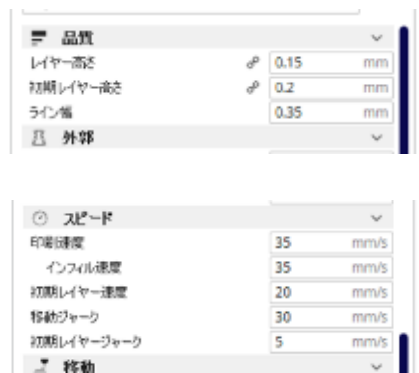 品質
レイヤー高さ 0.15 mm
初期レイヤー高さ 0.2 mm
ライン幅 0.35 mm
外郭
スピード
印刷速度 35 mm/s
インフィル速度 35 mm/s
初期レイヤー速度 20 mm/s
移動ジャーク 30 mm/s
初期レイヤージャーク 5 mm/s
移動